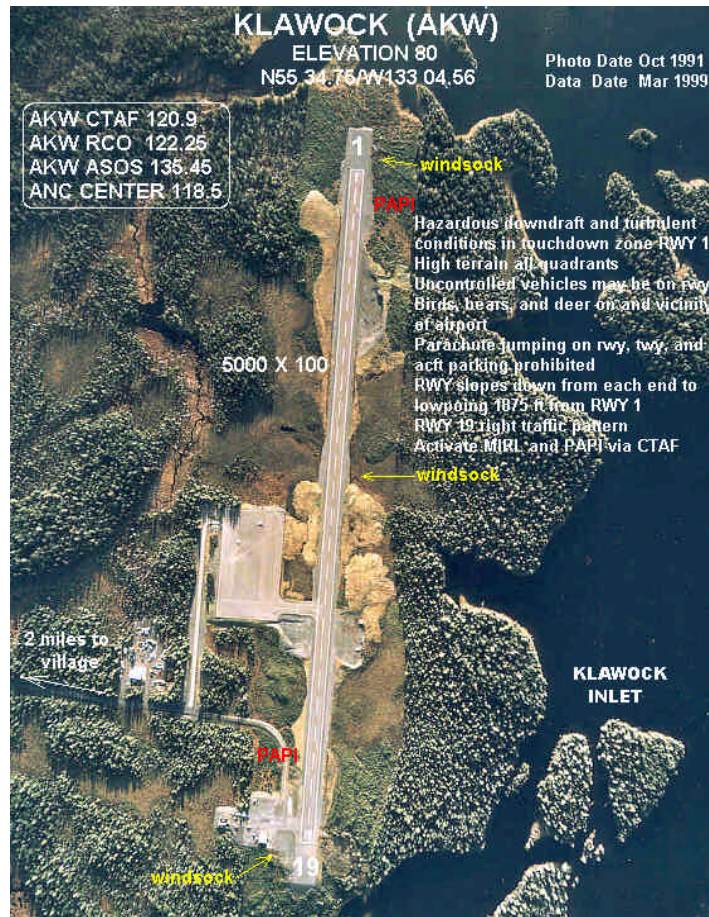 KLAWOCK (AKW)
ELEVATION 80
N55 34.75/W133 04.56
Photo Date Oct 1991
Data Date Mar 1999
AKW CTAF 120.9
AKW RCO 122.25
AKW ASOS 135.45
ANC CENTER 118.5
1
windsock
PAPI
Hazardous downdraft and turbulent
conditions in touchdown zone RWY 1
High terrain all quadrants
Uncontrolled vehicles may be on rwy
Birds, bears, and deer on and vicinity
of airport
Parachute jumping on rwy, twy, and
acft parking prohibited
RWY slopes down from each end to
lowpoing 1875 ft from RWY 1
RWY 19 right traffic pattern
Activate MIRL and PAPI via CTAF
5000 X 100
windsock
2 miles to
village
KLAWOCK
INLET
PAPI
19
windsock